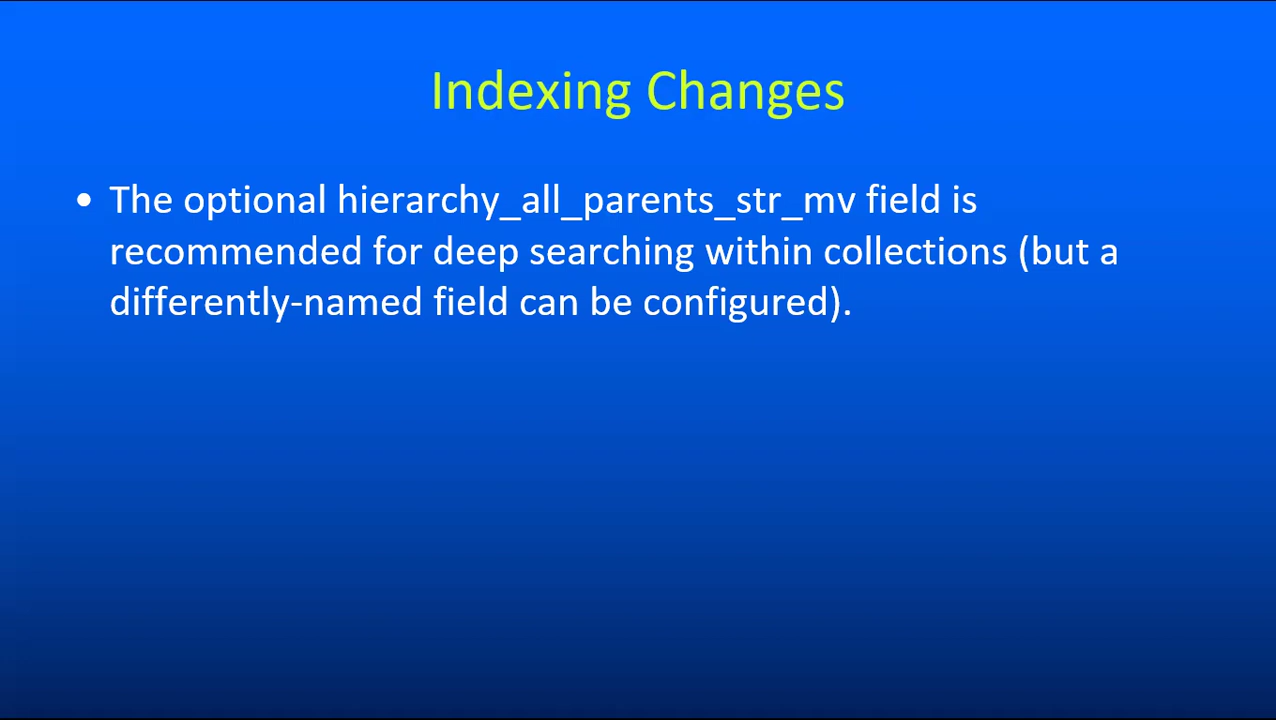 Indexing Changes
• The optional hierarchy_all_parents_str_mv field is
recommended for deep searching within collections (but a
differently-named field can be configured).